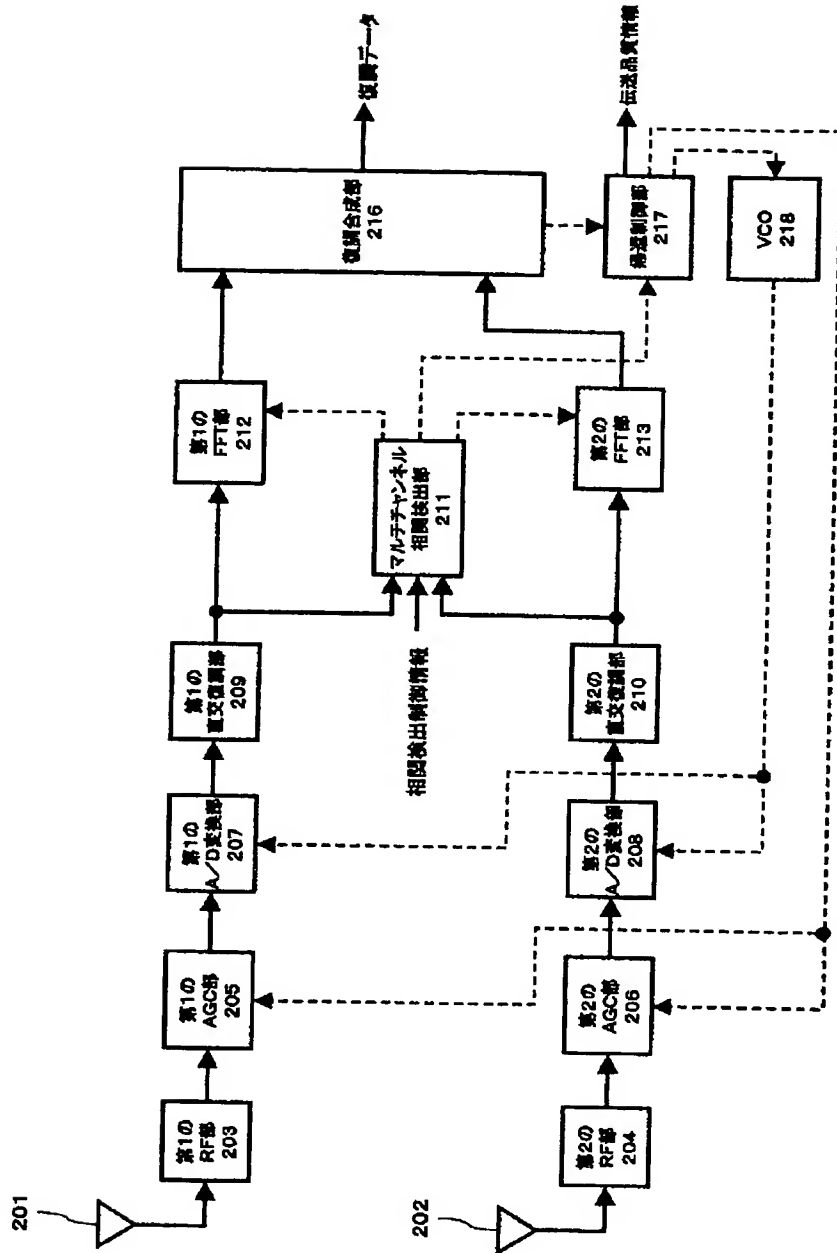 201
第1の
RF部
203
第1の
AGC部
205
第1の
A/D変換部
207
第1の
直交復調部
209
第1の
FFT部
212
復調合成部
216
復調データ
相関検出制御情報
マルチチャンネル
相関検出部
211
202
第2の
RF部
204
第2の
AGC部
206
第2の
A/D変換部
208
第2の
直交復調部
210
第2の
FFT部
213
帰還制御部
217
伝送品質情報
VCO
218